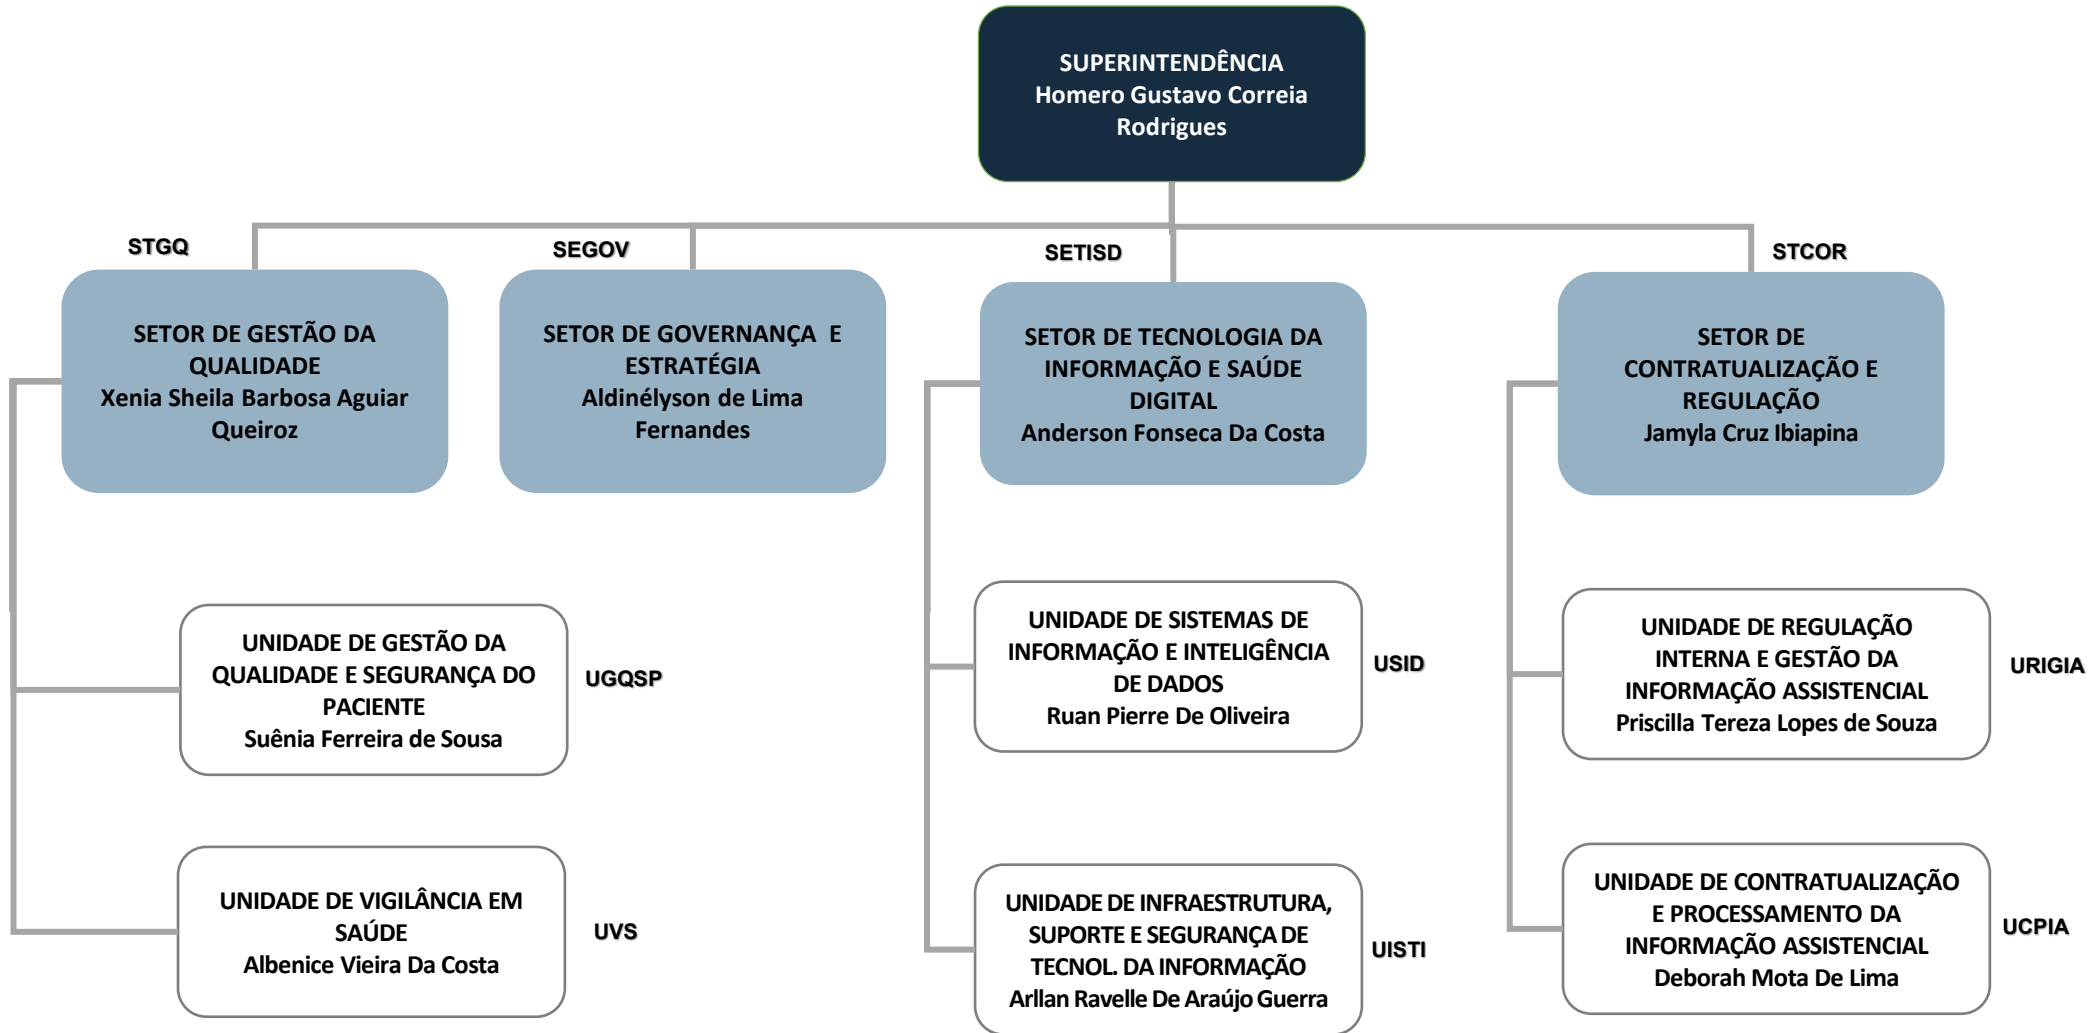 SUPERINTENDÊNCIA
Homero Gustavo Correia
Rodrigues
STGQ
SETOR DE GESTÃO DA
QUALIDADE
Xenia Sheila Barbosa Aguiar
Queiroz
SEGOV
SETOR DE GOVERNANÇA E
ESTRATÉGIA
Aldinélyson de Lima
Fernandes
SETISD
SETOR DE TECNOLOGIA DA
INFORMAÇÃO E SAÚDE
DIGITAL
Anderson Fonseca Da Costa
STCOR
SETOR DE
CONTRATUALIZAÇÃO E
REGULAÇÃO
Jamyla Cruz Ibiapina
UNIDADE DE GESTÃO DA
QUALIDADE E SEGURANÇA DO
PACIENTE
Suênia Ferreira de Sousa
UGQSP
UNIDADE DE SISTEMAS DE
INFORMAÇÃO E INTELIGÊNCIA
DE DADOS
Ruan Pierre De Oliveira
USID
UNIDADE DE REGULAÇÃO
INTERNA E GESTÃO DA
INFORMAÇÃO ASSISTENCIAL
Priscilla Tereza Lopes de Souza
URIGIA
UNIDADE DE VIGILÂNCIA EM
SAÚDE
Albenice Vieira Da Costa
UVS
UNIDADE DE INFRAESTRUTURA,
SUPORTE E SEGURANÇA DE
TECNOL. DA INFORMAÇÃO
Arllan Ravelle De Araújo Guerra
UISTI
UNIDADE DE CONTRATUALIZAÇÃO
E PROCESSAMENTO DA
INFORMAÇÃO ASSISTENCIAL
Deborah Mota De Lima
UCPIA